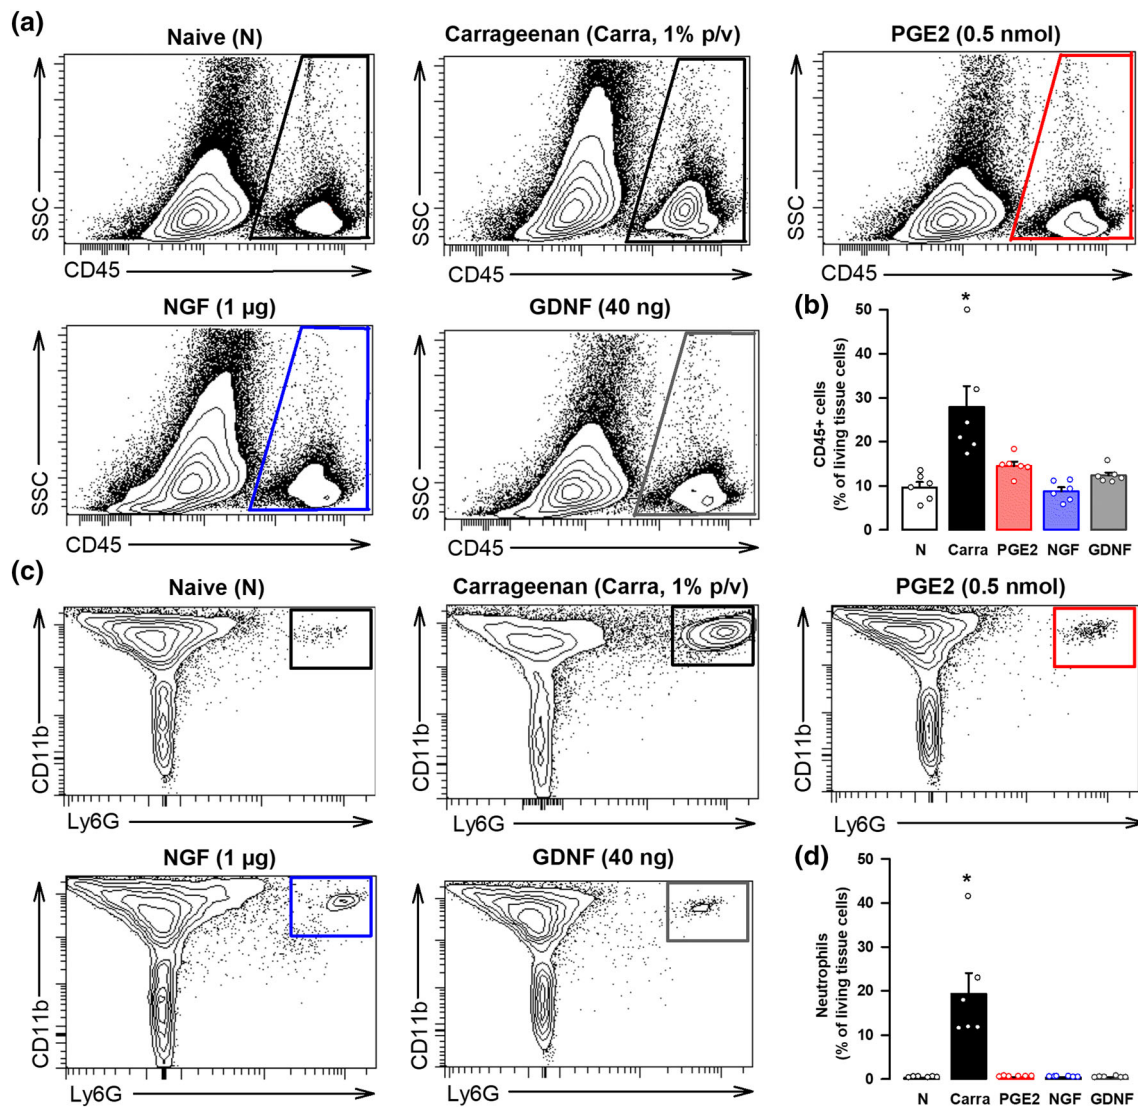 (a)
Naive (N)
Carrageenan (Carra, 1% p/v)
PGE2 (0.5 nmol)
SSC
CD45
SSC
CD45
SSC
CD45
NGF (1 µg)
GDNF (40 ng)
SSC
CD45
SSC
CD45
(b)
CD45+ cells
(% of living tissue cells)
50
40
30
20
10
0
*
N
Carra
PGE2
NGF
GDNF
(c)
Naive (N)
Carrageenan (Carra, 1% p/v)
PGE2 (0.5 nmol)
CD11b
Ly6G
CD11b
Ly6G
CD11b
Ly6G
NGF (1 µg)
GDNF (40 ng)
CD11b
Ly6G
CD11b
Ly6G
(d)
Neutrophils
(% of living tissue cells)
50
40
30
20
10
0
*
N
Carra
PGE2
NGF
GDNF